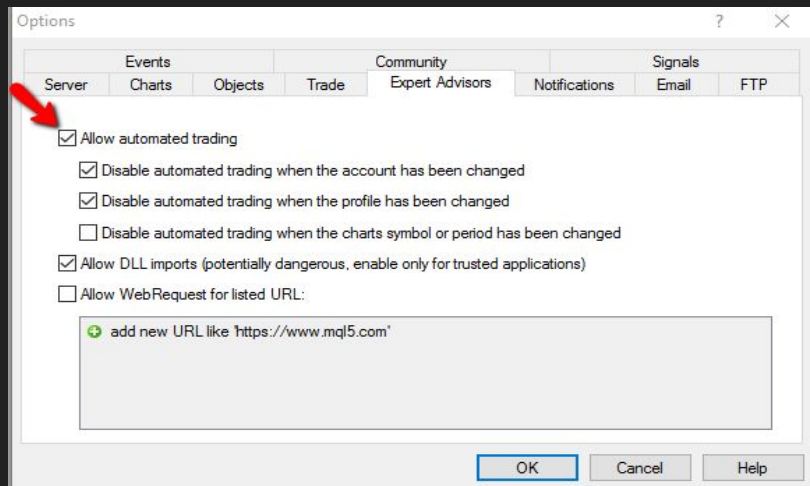 Options
Events Community Signals
Server Charts Objects Trade Expert Advisors Notifications Email FTP
Allow automated trading
Disable automated trading when the account has been changed
Disable automated trading when the profile has been changed
Disable automated trading when the charts symbol or period has been changed
Allow DLL imports (potentially dangerous, enable only for trusted applications)
Allow WebRequest for listed URL:
add new URL like 'https://www.mql5.com'
OK Cancel Help